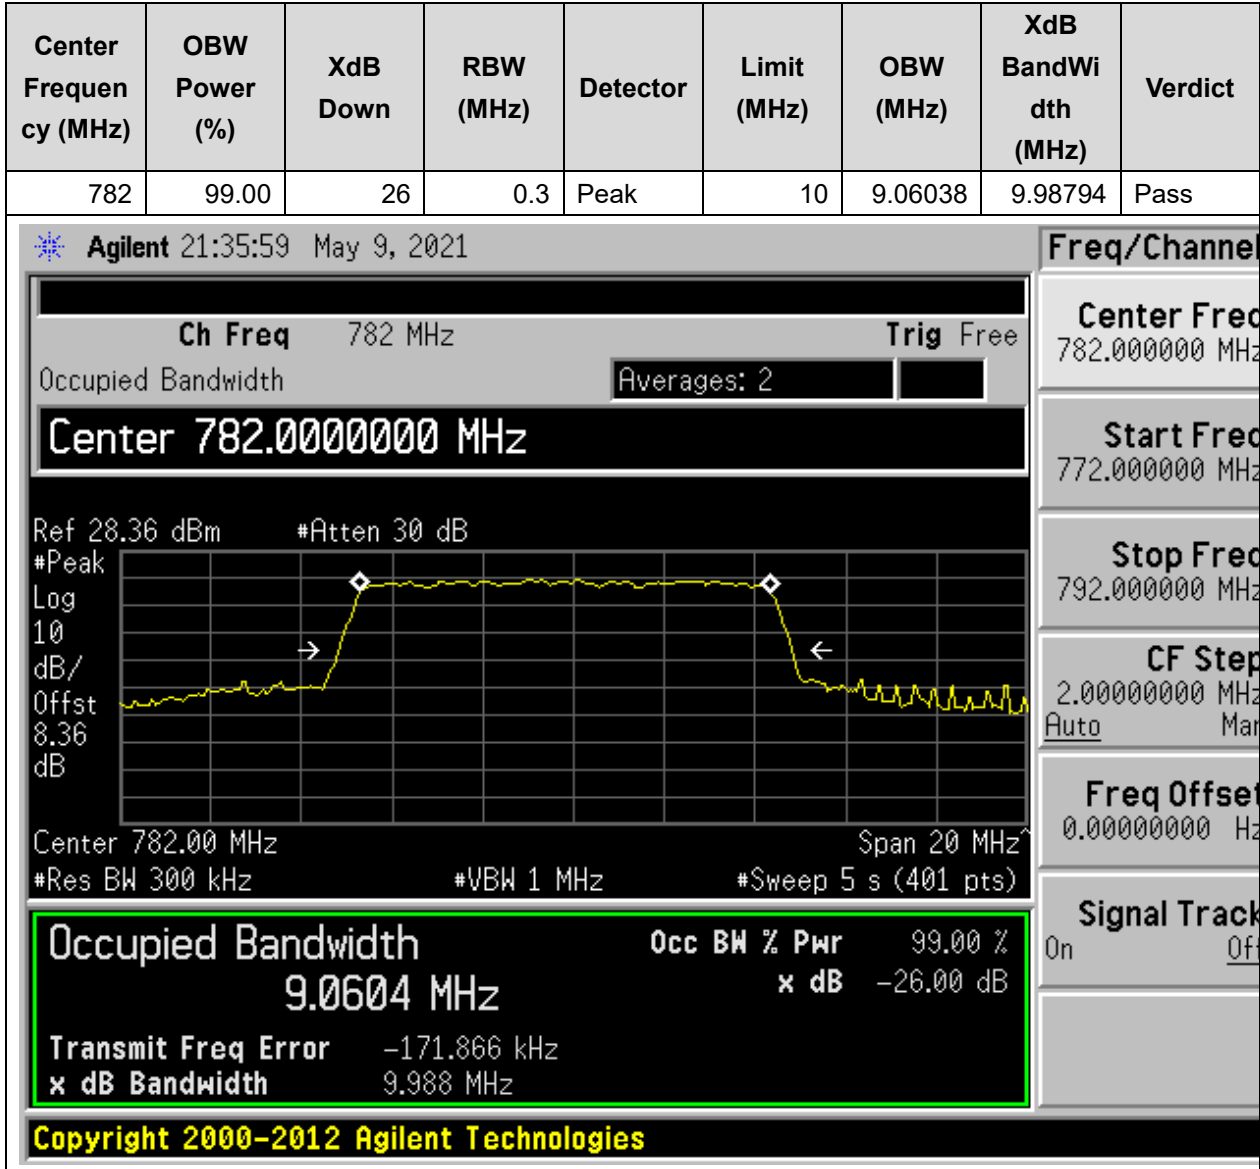 Center Frequen cy (MHz) OBW Power (%) XdB Down RBW (MHz) Detector Limit (MHz) OBW (MHz) XdB BandWi dth (MHz) Verdict
782 99.00 26 0.3 Peak 10 9.06038 9.98794 Pass
Agilent 21:35:59 May 9, 2021 Freq/Channel
Ch Freq 782 MHz Trig Free
Occupied Bandwidth Averages: 2
Center 782.0000000 MHz
Center Freq
782.000000 MHz
Start Freq
772.000000 MHz
Stop Freq
792.000000 MHz
CF Step
2.00000000 MHz
Auto Man
Freq Offset
0.00000000 Hz
Signal Track
On Off
Ref 28.36 dBm #Atten 30 dB
#Peak
Log
10
dB/
Offst
8.36
dB
Center 782.00 MHz Span 20 MHz^
#Res BW 300 kHz #VBW 1 MHz #Sweep 5 s (401 pts)
Occupied Bandwidth
9.0604 MHz
Occ BW % Pwr 99.00 %
x dB -26.00 dB
Transmit Freq Error -171.866 kHz
x dB Bandwidth 9.988 MHz
Copyright 2000-2012 Agilent Technologies